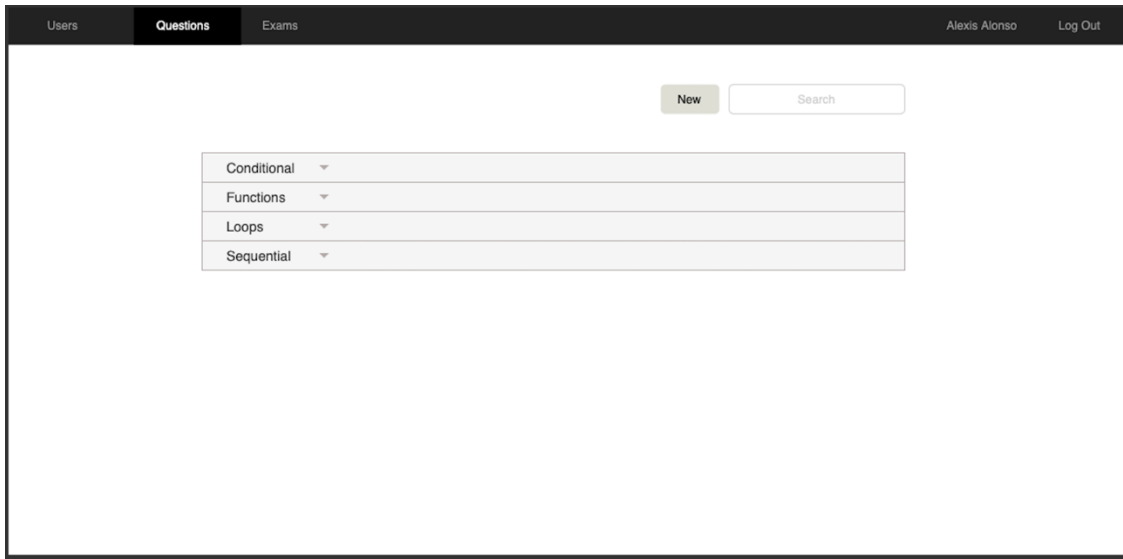 Users Questions Exams Alexis Alonso Log Out
New Search
Conditional
Functions
Loops
Sequential